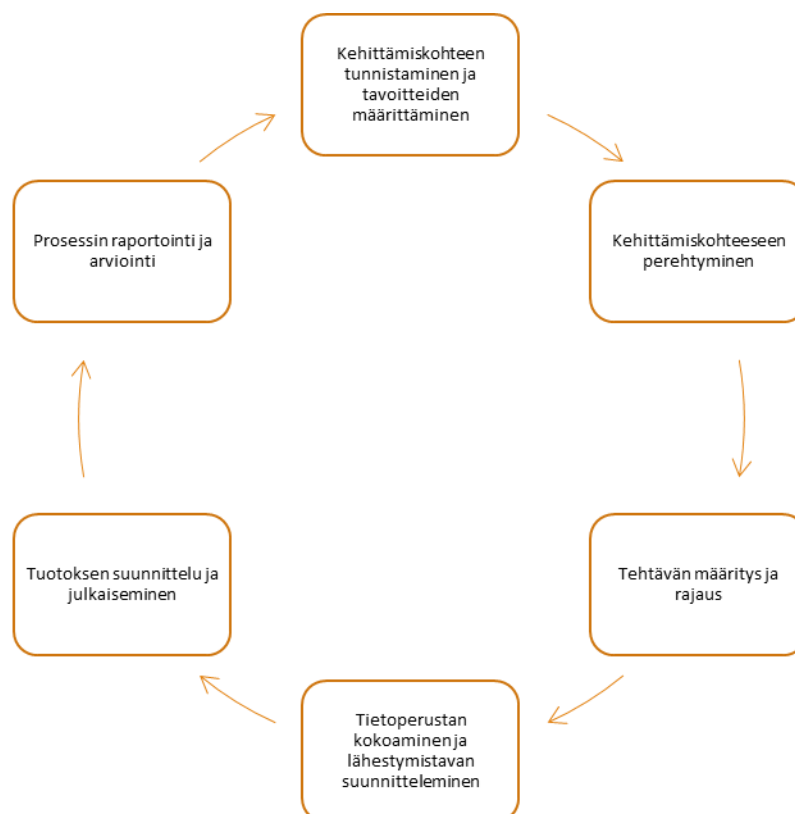 Kehittämiskohteen
tunnistaminen ja
tavoitteiden
määrittäminen
Kehittämiskohteeseen
perehtyminen
Tehtävän määritys ja
rajaus
Tietoperustan
kokoaminen ja
lähestymistavan
suunnitteleminen
Tuotoksen suunnittelu ja
julkaiseminen
Prosessin raportointi ja
arviointi